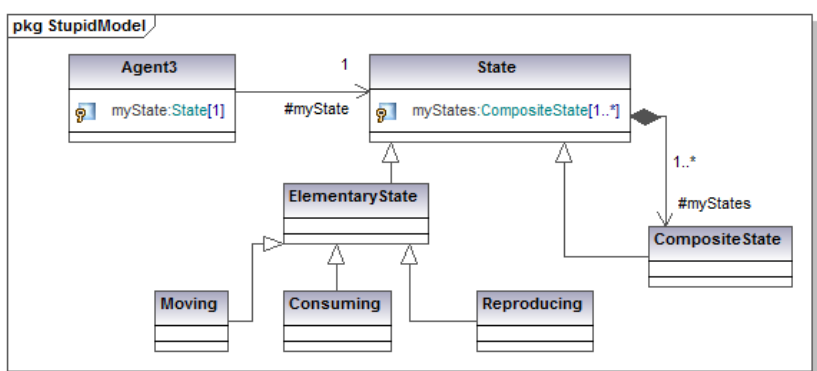 pkg StupidModel
Agent3
1
State
myState:State[1]
#myState
myStates:CompositeState[1..*]
1..*
ElementaryState
#myStates
CompositeState
Moving
Consuming
Reproducing